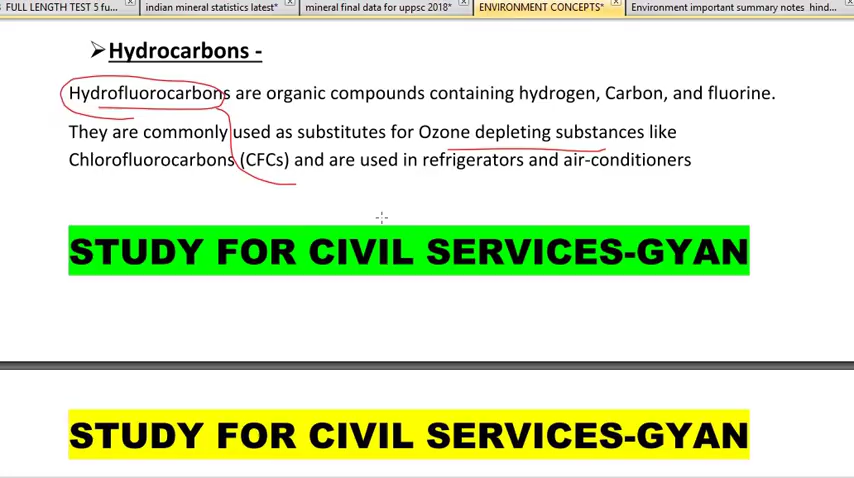 FULL LENGTH TEST 5 fu... indian mineral statistics latest* mineral final data for uppsc 2018* ENVIRONMENT CONCEPTS* Environment important summary notes hind...
➢Hydrocarbons -
Hydrofluorocarbons are organic compounds containing hydrogen, Carbon, and fluorine.
They are commonly used as substitutes for Ozone depleting substances like
Chlorofluorocarbons (CFCs) and are used in refrigerators and air-conditioners
STUDY FOR CIVIL SERVICES-GYAN
STUDY FOR CIVIL SERVICES-GYAN